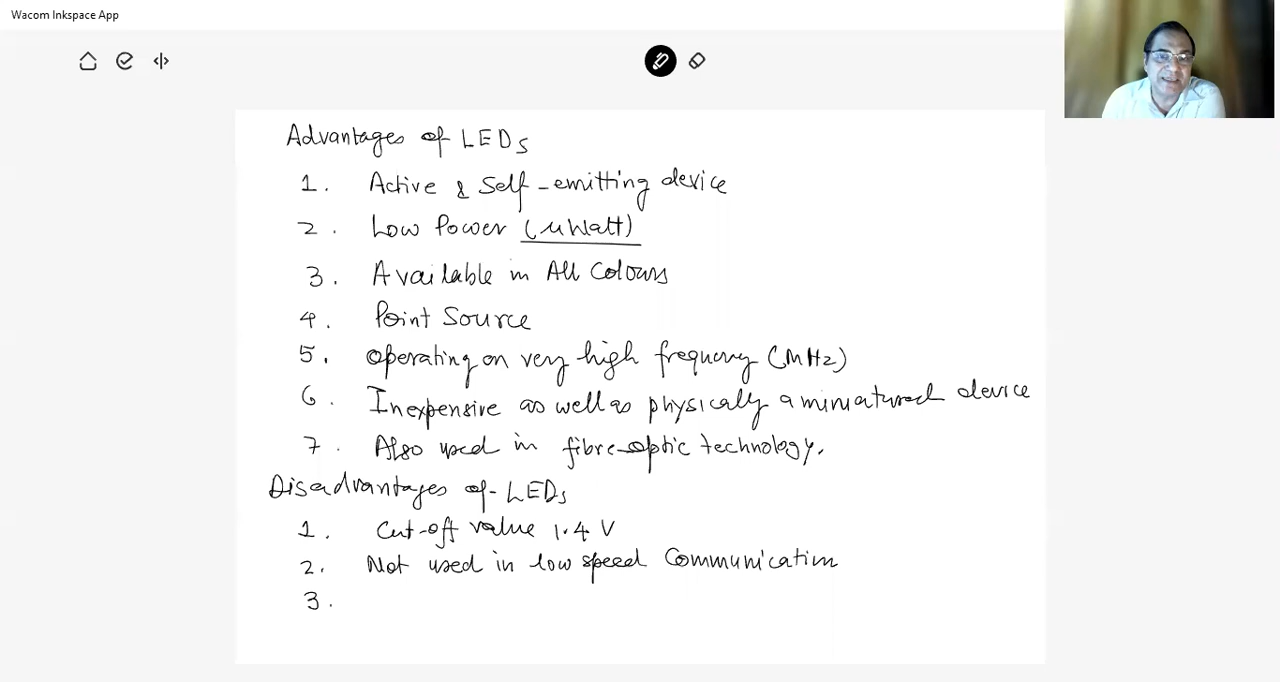 Wacom Inkspace App
Advantages of LEDs
1. Active & Self-emitting device
2. Low Power (μWatt)
3. Available in All Colours
4. Point Source
5. Operating on very high frequency (MHz)
6. Inexpensive as well as physically a miniatured device
7. Also used in fibre-optic technology.
Disadvantages of LEDs
1. Cut-off value 1.4 V
2. Not used in low speed Communication
3.